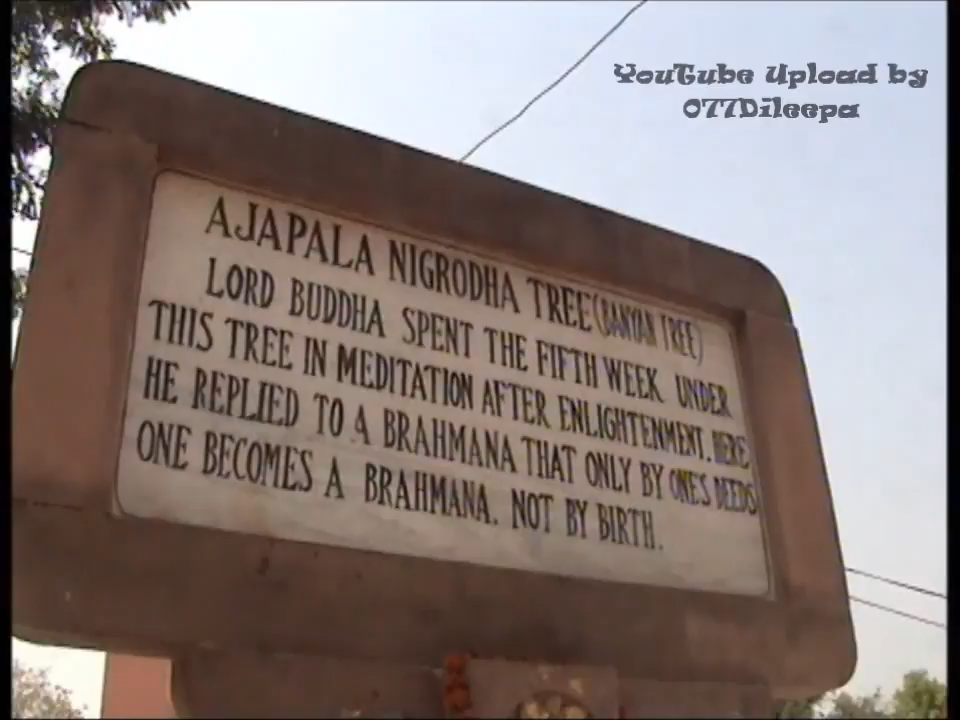 YouTube Upload by
077Dileepa
AJAPALA NIGRODHA TREE(BANYAN TREE)
LORD BUDDHA SPENT THE FIFTH WEEK UNDER
THIS TREE IN MEDITATION AFTER ENLIGHTENMENT. HERE
HE REPLIED TO A BRAHMANA THAT ONLY BY ONE'S DEEDS
ONE BECOMES A BRAHMANA. NOT BY BIRTH.